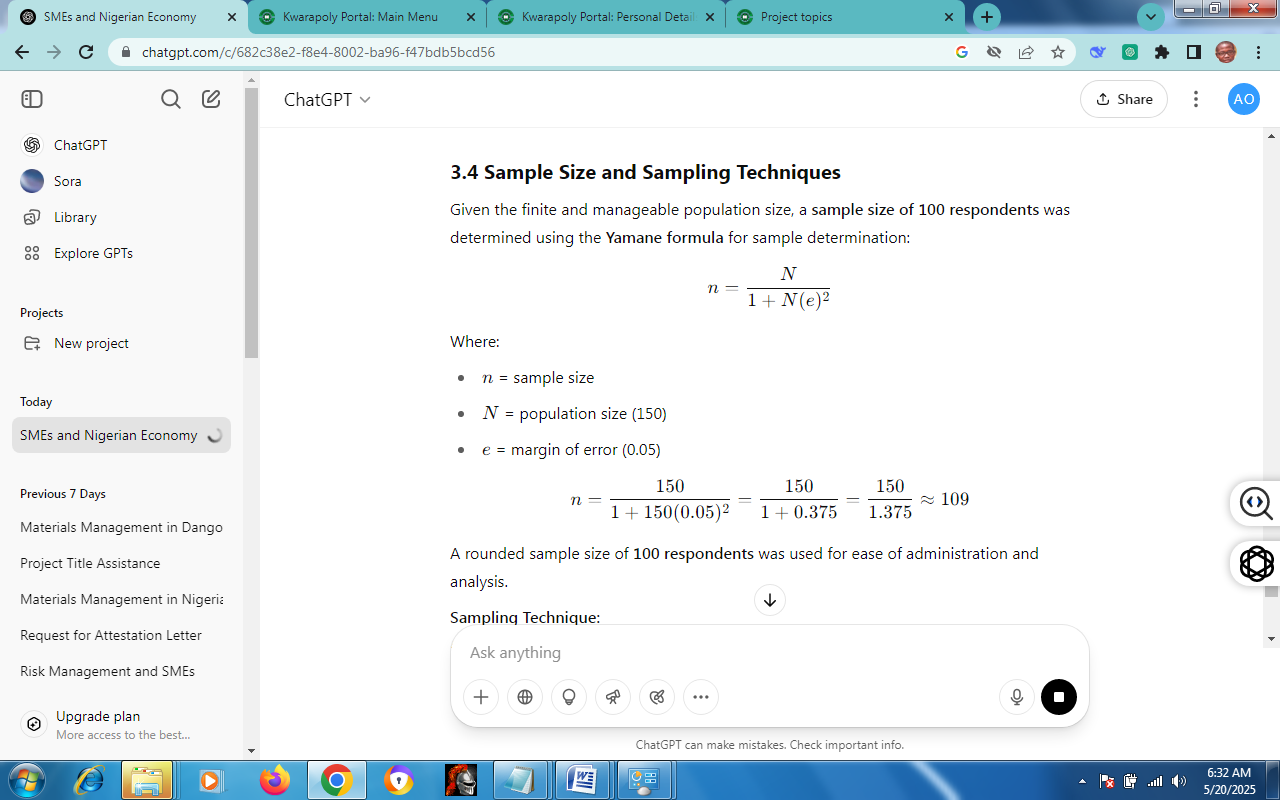 SMEs and Nigerian Economy
Kwarapoly Portal: Main Menu
Kwarapoly Portal: Personal Detail
Project topics
chatgpt.com/c/682c38e2-f8e4-8002-ba96-f47bdb5bcd56
ChatGPT
Share
AO
ChatGPT
Sora
Library
Explore GPTs
Projects
New project
Today
SMEs and Nigerian Economy
Previous 7 Days
Materials Management in Dango
Project Title Assistance
Materials Management in Nigeria
Request for Attestation Letter
Risk Management and SMEs
Upgrade plan
More access to the best...
3.4 Sample Size and Sampling Techniques
Given the finite and manageable population size, a sample size of 100 respondents was
determined using the Yamane formula for sample determination:
n = N / 1 + N(e)²
Where:
• n = sample size
• N = population size (150)
• e = margin of error (0.05)
n = 150 / 1 + 150(0.05)² = 150 / 1 + 0.375 = 150 / 1.375 ≈ 109
A rounded sample size of 100 respondents was used for ease of administration and
analysis.
Sampling Technique:
Ask anything
ChatGPT can make mistakes. Check important info.
6:32 AM
5/20/2025